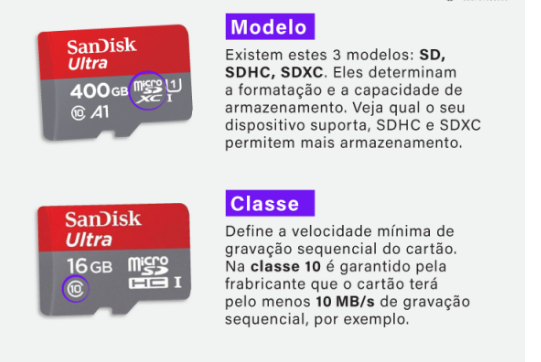 Modelo
SanDisk
Ultra
400GB
micro
SD
XC I
U1
10 A1
Existem estes 3 modelos: SD,
SDHC, SDXC. Eles determinam
a formatação e a capacidade de
armazenamento. Veja qual o seu
dispositivo suporta, SDHC e SDXC
permitem mais armazenamento.
Classe
SanDisk
Ultra
16GB
micro
SD
HC I
10
Define a velocidade mínima de
gravação sequencial do cartão.
Na classe 10 é garantido pela
frabricante que o cartão terá
pelo menos 10 MB/s de gravação
sequencial, por exemplo.